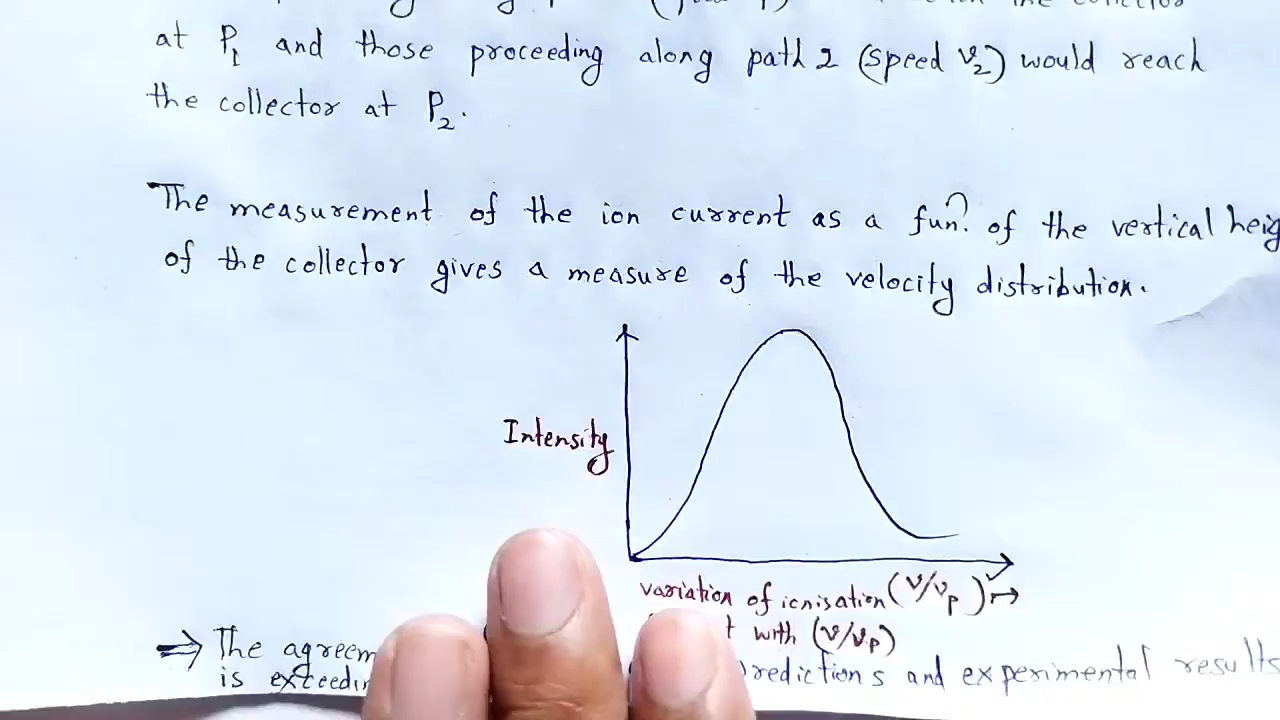 at P₁ and those proceeding along path 2 (speed v₂) would reach
the collector at P₂.
The measurement of the ion current as a fun? of the vertical heig
of the collector gives a measure of the velocity distribution.
Intensity
variation of ionisation (v/vₚ) ↦
with (v/vₚ)
⇒ The agreem
redictions and experimental results
is exceedin